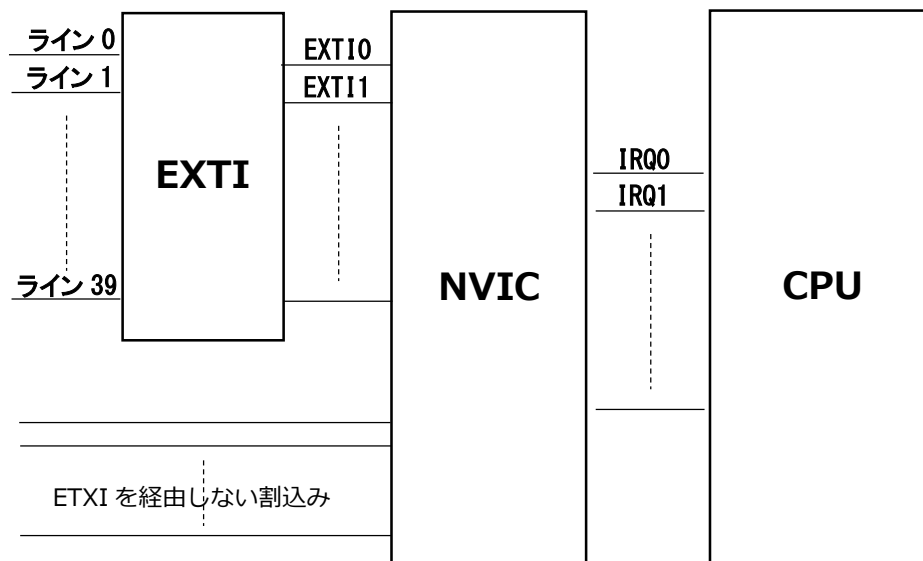 ライン 0
ライン 1
ライン 39
EXTI
EXTI0
EXTI1
NVIC
IRQ0
IRQ1
CPU
ETXI を経由しない割込み